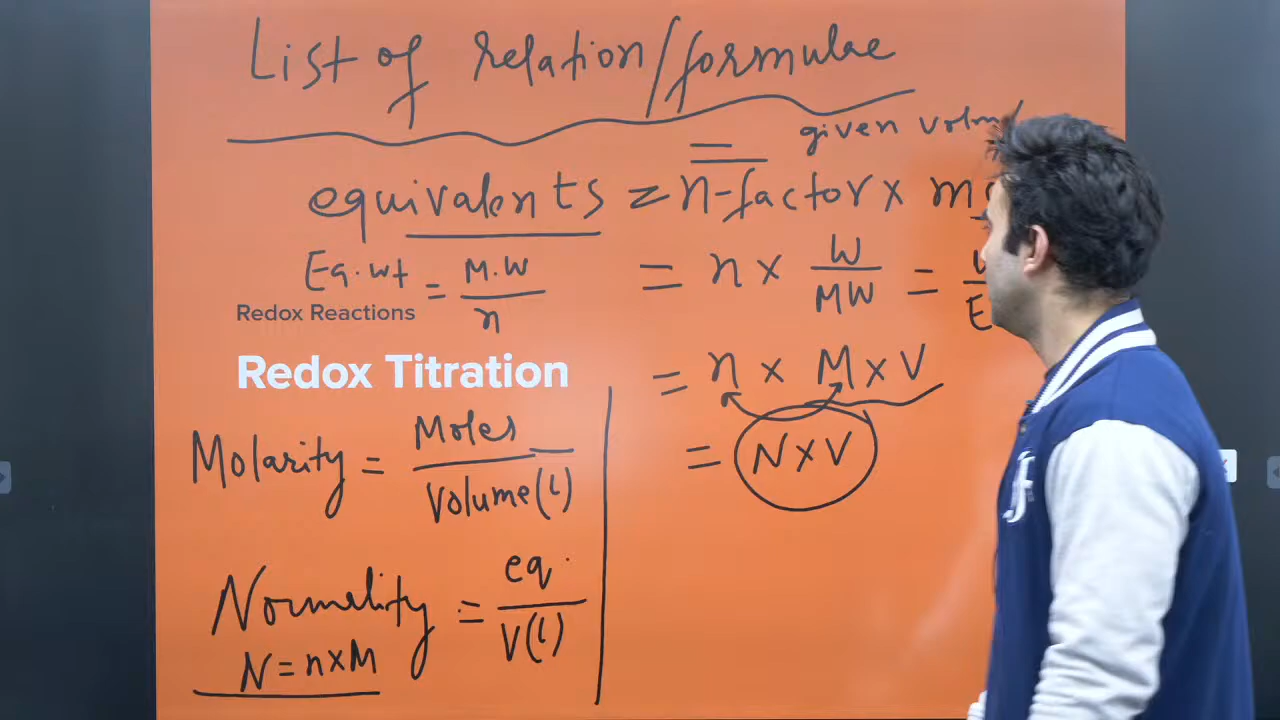 List of relation/formulae
given
equivalents = n-factor x
Eq. wt = M.W / n
= n x W / MW =
Redox Reactions
Redox Titration
= n x M x V
= N x V
Molarity = Moles / Volume(l)
Normality = eq. / V(l)
N = n x M